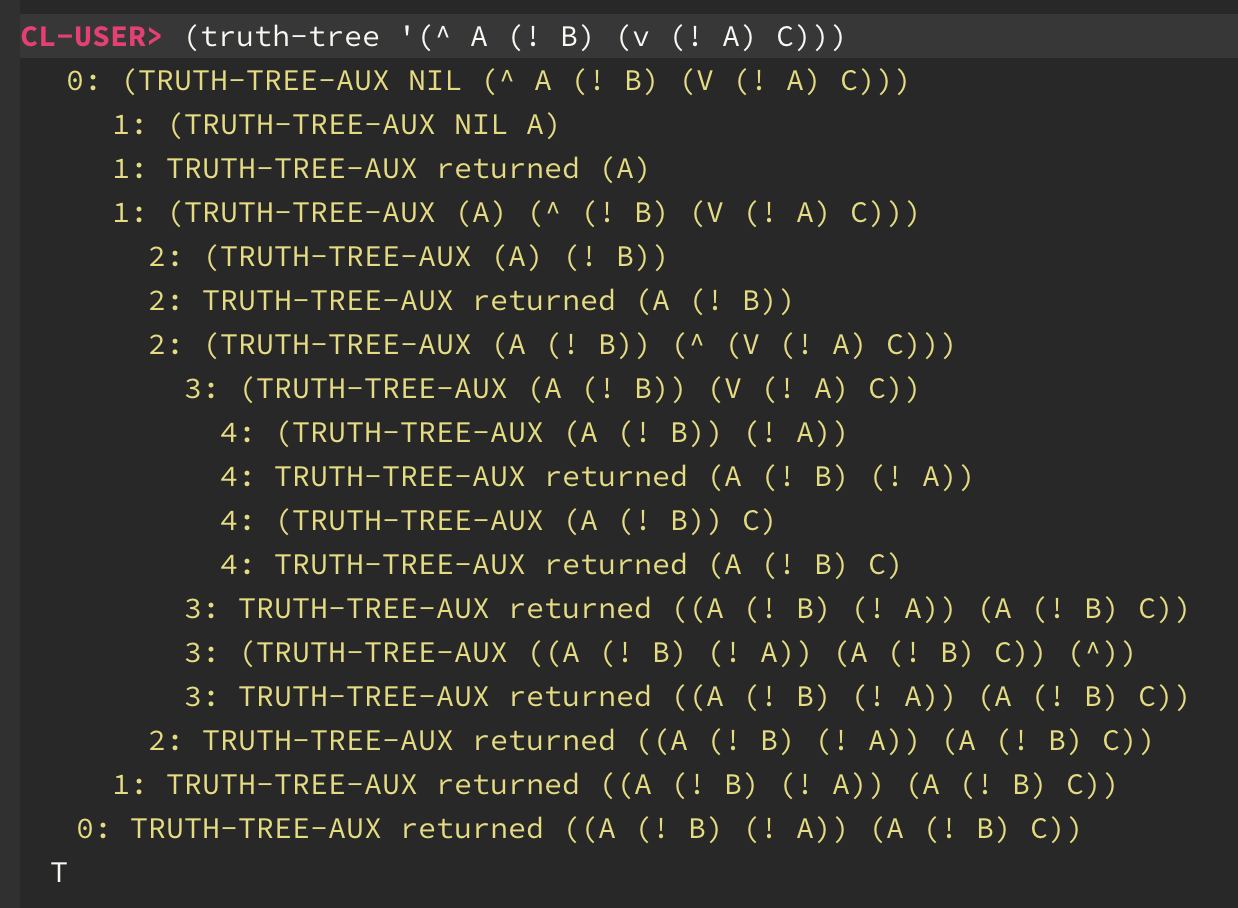 CL-USER> (truth-tree '(^ A (! B) (v (! A) C)))
0: (TRUTH-TREE-AUX NIL (^ A (! B) (V (! A) C)))
1: (TRUTH-TREE-AUX NIL A)
1: TRUTH-TREE-AUX returned (A)
1: (TRUTH-TREE-AUX (A) (^ (! B) (V (! A) C)))
2: (TRUTH-TREE-AUX (A) (! B))
2: TRUTH-TREE-AUX returned (A (! B))
2: (TRUTH-TREE-AUX (A (! B)) (^ (V (! A) C)))
3: (TRUTH-TREE-AUX (A (! B)) (V (! A) C))
4: (TRUTH-TREE-AUX (A (! B)) (! A))
4: TRUTH-TREE-AUX returned (A (! B) (! A))
4: (TRUTH-TREE-AUX (A (! B)) C)
4: TRUTH-TREE-AUX returned (A (! B) C)
3: TRUTH-TREE-AUX returned ((A (! B) (! A)) (A (! B) C))
3: (TRUTH-TREE-AUX ((A (! B) (! A)) (A (! B) C)) (^))
3: TRUTH-TREE-AUX returned ((A (! B) (! A)) (A (! B) C))
2: TRUTH-TREE-AUX returned ((A (! B) (! A)) (A (! B) C))
1: TRUTH-TREE-AUX returned ((A (! B) (! A)) (A (! B) C))
0: TRUTH-TREE-AUX returned ((A (! B) (! A)) (A (! B) C))
T